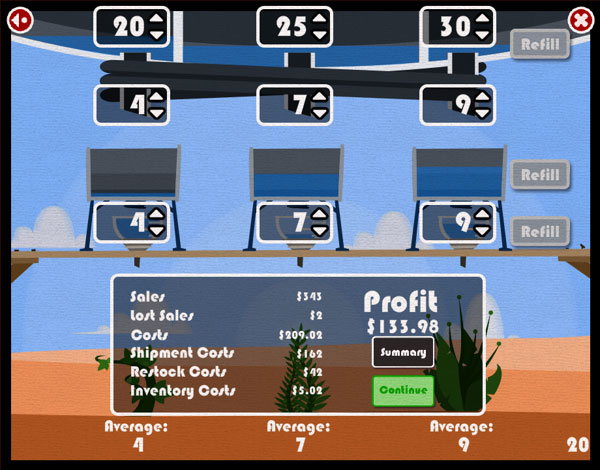 20 25 30
Refill
4 7 9
Refill
4 7 9
Refill
Sales $343
Lost Sales $2
Costs $209.02
Shipment Costs $162
Restock Costs $42
Inventory Costs $5.02
Profit
$133.98
Summary
Continue
Average: Average: Average:
4 7 9 20